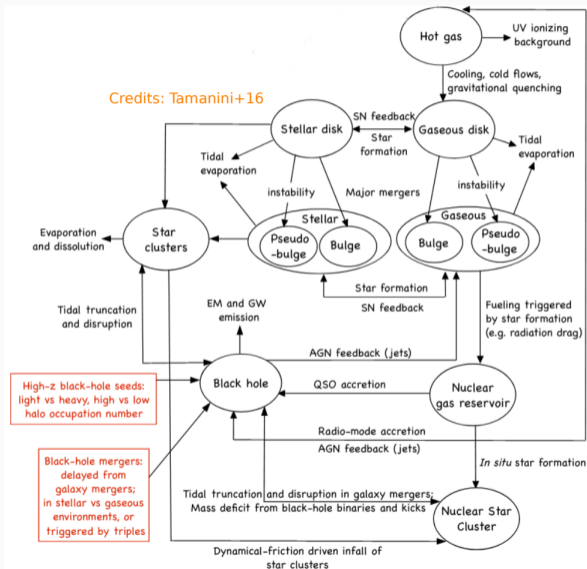 Hot gas
UV ionizing
background
Cooling, cold flows,
gravitational quenching
Credits: Tamanini+16
SN feedback
Stellar disk
Gaseous disk
Star
formation
Tidal
evaporation
Tidal
evaporation
instability
Major mergers
instability
Stellar
Gaseous
Evaporation
and dissolution
Star
clusters
Pseudo
-bulge
Bulge
Bulge
Pseudo
-bulge
Star formation
SN feedback
Fueling triggered
by star formation
(e.g. radiation drag)
Tidal truncation
and disruption
EM and GW
emission
AGN feedback (jets)
High-z black-hole seeds:
light vs heavy, high vs low
halo occupation number
Black hole
QSO accretion
Nuclear
gas reservoir
Radio-mode accretion
AGN feedback (jets)
Black-hole mergers:
delayed from
galaxy mergers;
in stellar vs gaseous
environments, or
triggered by triples
In situ star formation
Tidal truncation and disruption in galaxy mergers;
Mass deficit from black-hole binaries and kicks
Nuclear Star
Cluster
Dynamical-friction driven infall of
star clusters